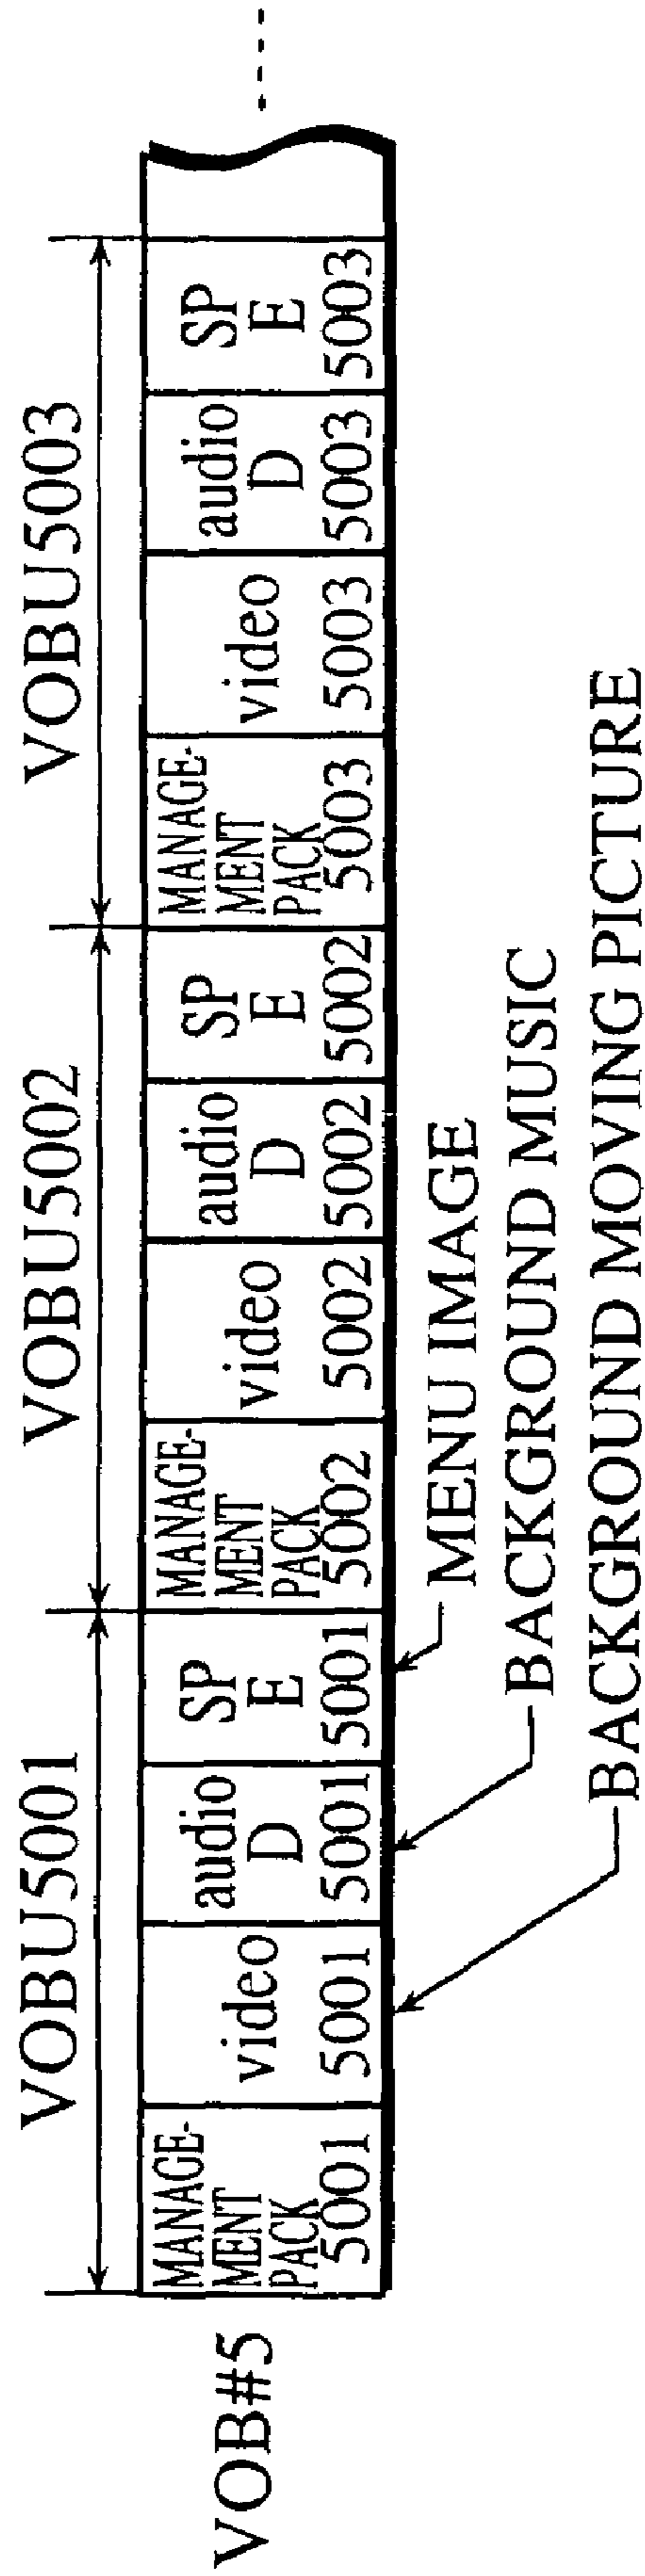 VOBU5001
VOBU5002
VOBU5003
VOB#5
MANAGE-
MENT
PACK
5001
video
5001
audio
D
5001
SP
E
5001
MANAGE-
MENT
PACK
5002
video
5002
audio
D
5002
SP
E
5002
MANAGE-
MENT
PACK
5003
video
5003
audio
D
5003
SP
E
5003
MENU IMAGE
BACKGROUND MUSIC
BACKGROUND MOVING PICTURE